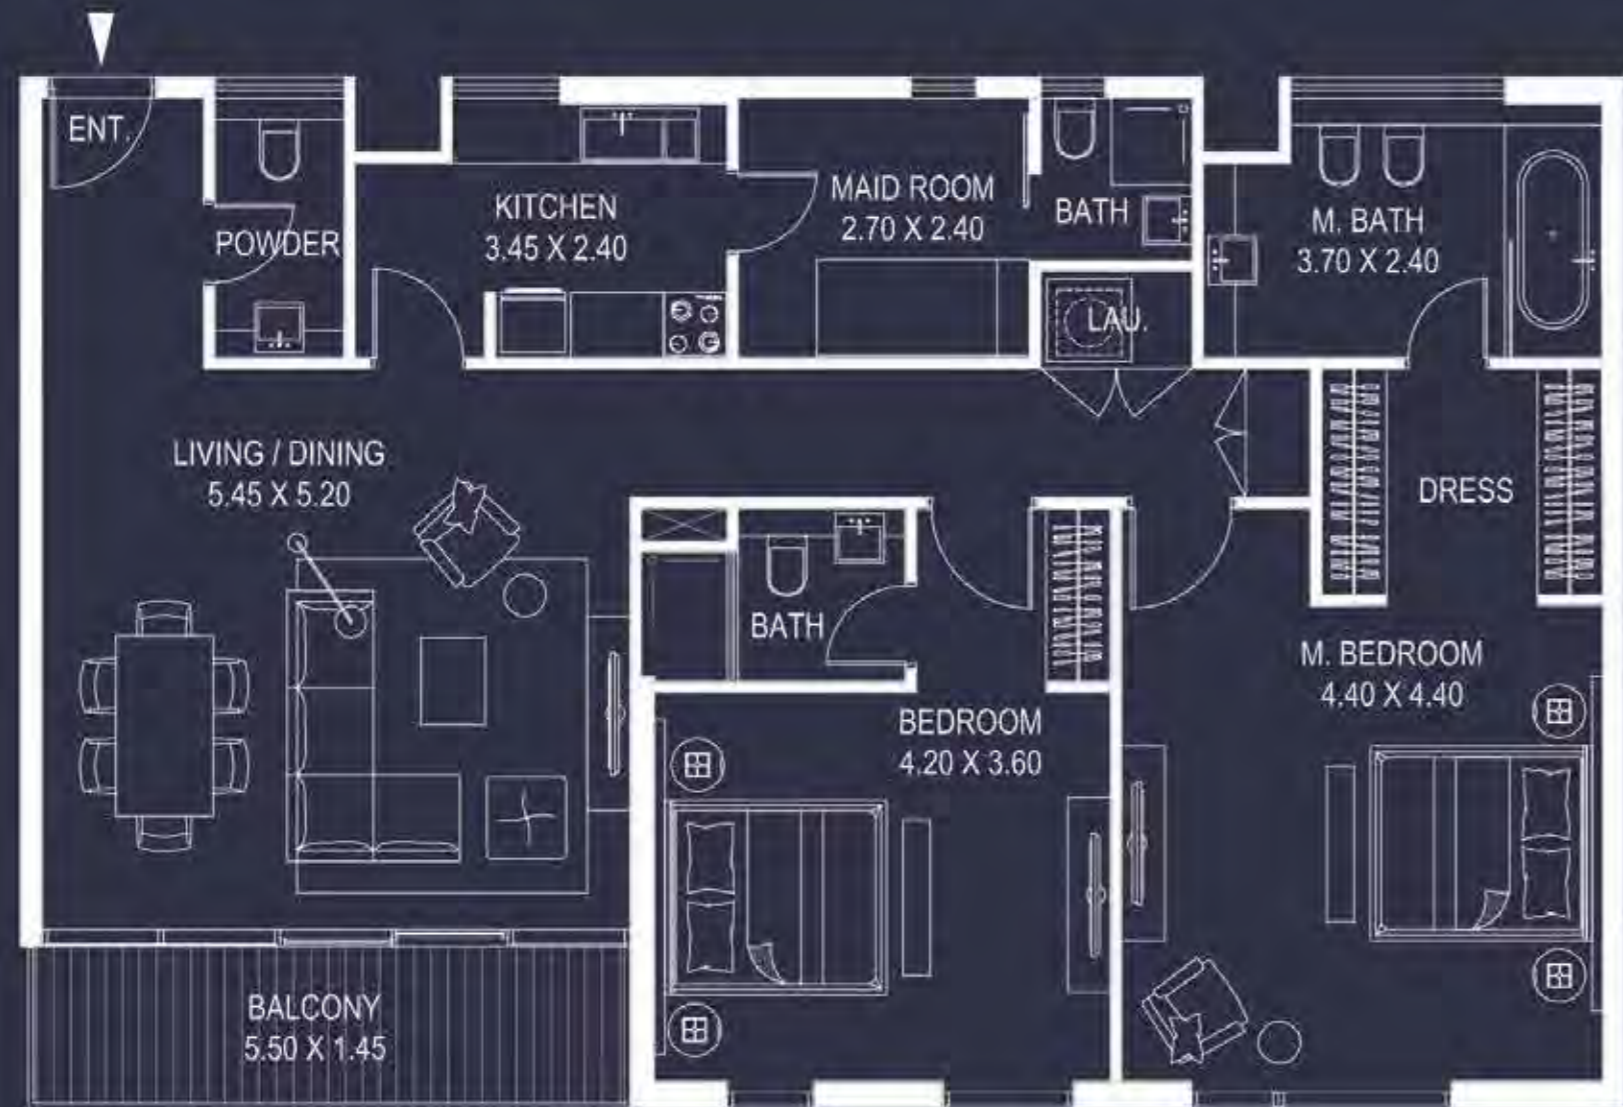 ENT.
POWDER
KITCHEN
3.45 X 2.40
MAID ROOM
2.70 X 2.40
BATH
M. BATH
3.70 X 2.40
LAU.
LIVING / DINING
5.45 X 5.20
DRESS
BATH
M. BEDROOM
4.40 X 4.40
BEDROOM
4.20 X 3.60
BALCONY
5.50 X 1.45